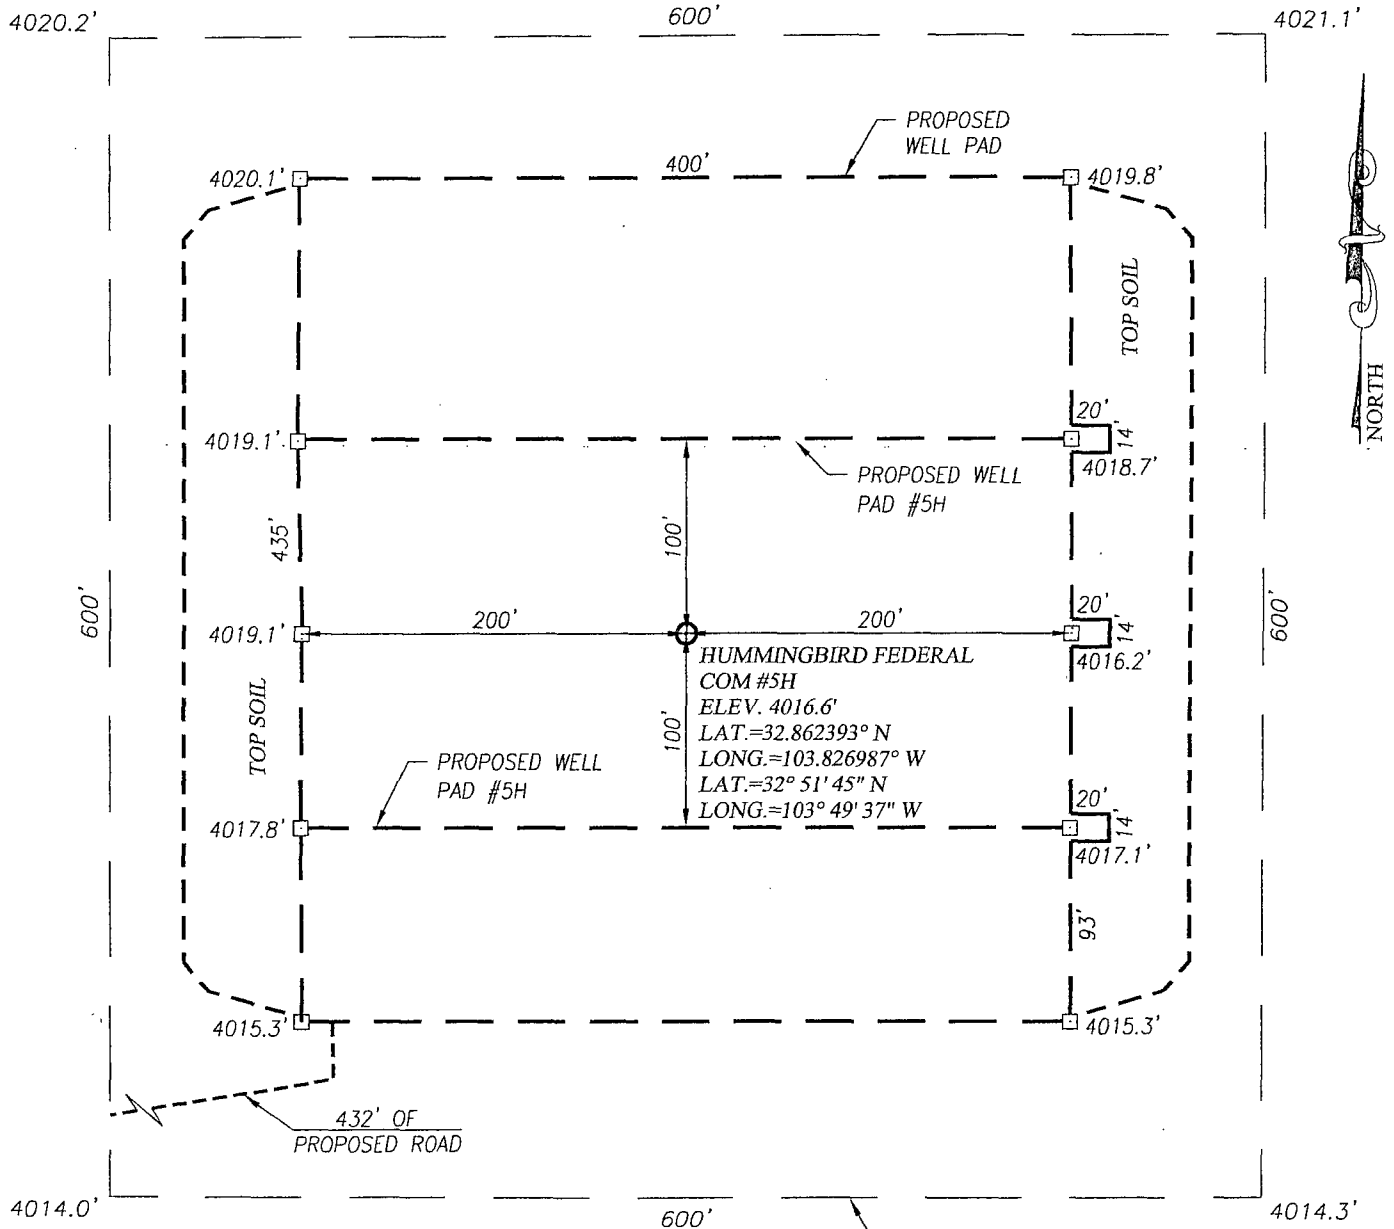 4020.2'
600'
4021.1'
PROPOSED
WELL PAD
400'
4020.1'
4019.8'
TOP SOIL
NORTH
20'
14'
4019.1'
4018.7'
PROPOSED WELL
PAD #5H
435'
100'
600'
600'
20'
14'
4019.1'
200'
200'
4016.2'
HUMMINGBIRD FEDERAL
COM #5H
ELEV. 4016.6'
LAT.=32.862393° N
LONG.=103.826987° W
LAT.=32° 51' 45" N
LONG.=103° 49' 37" W
100'
TOP SOIL
PROPOSED WELL
PAD #5H
20'
14'
4017.8'
4017.1'
93'
4015.3'
4015.3'
432' OF
PROPOSED ROAD
4014.0'
600'
4014.3'